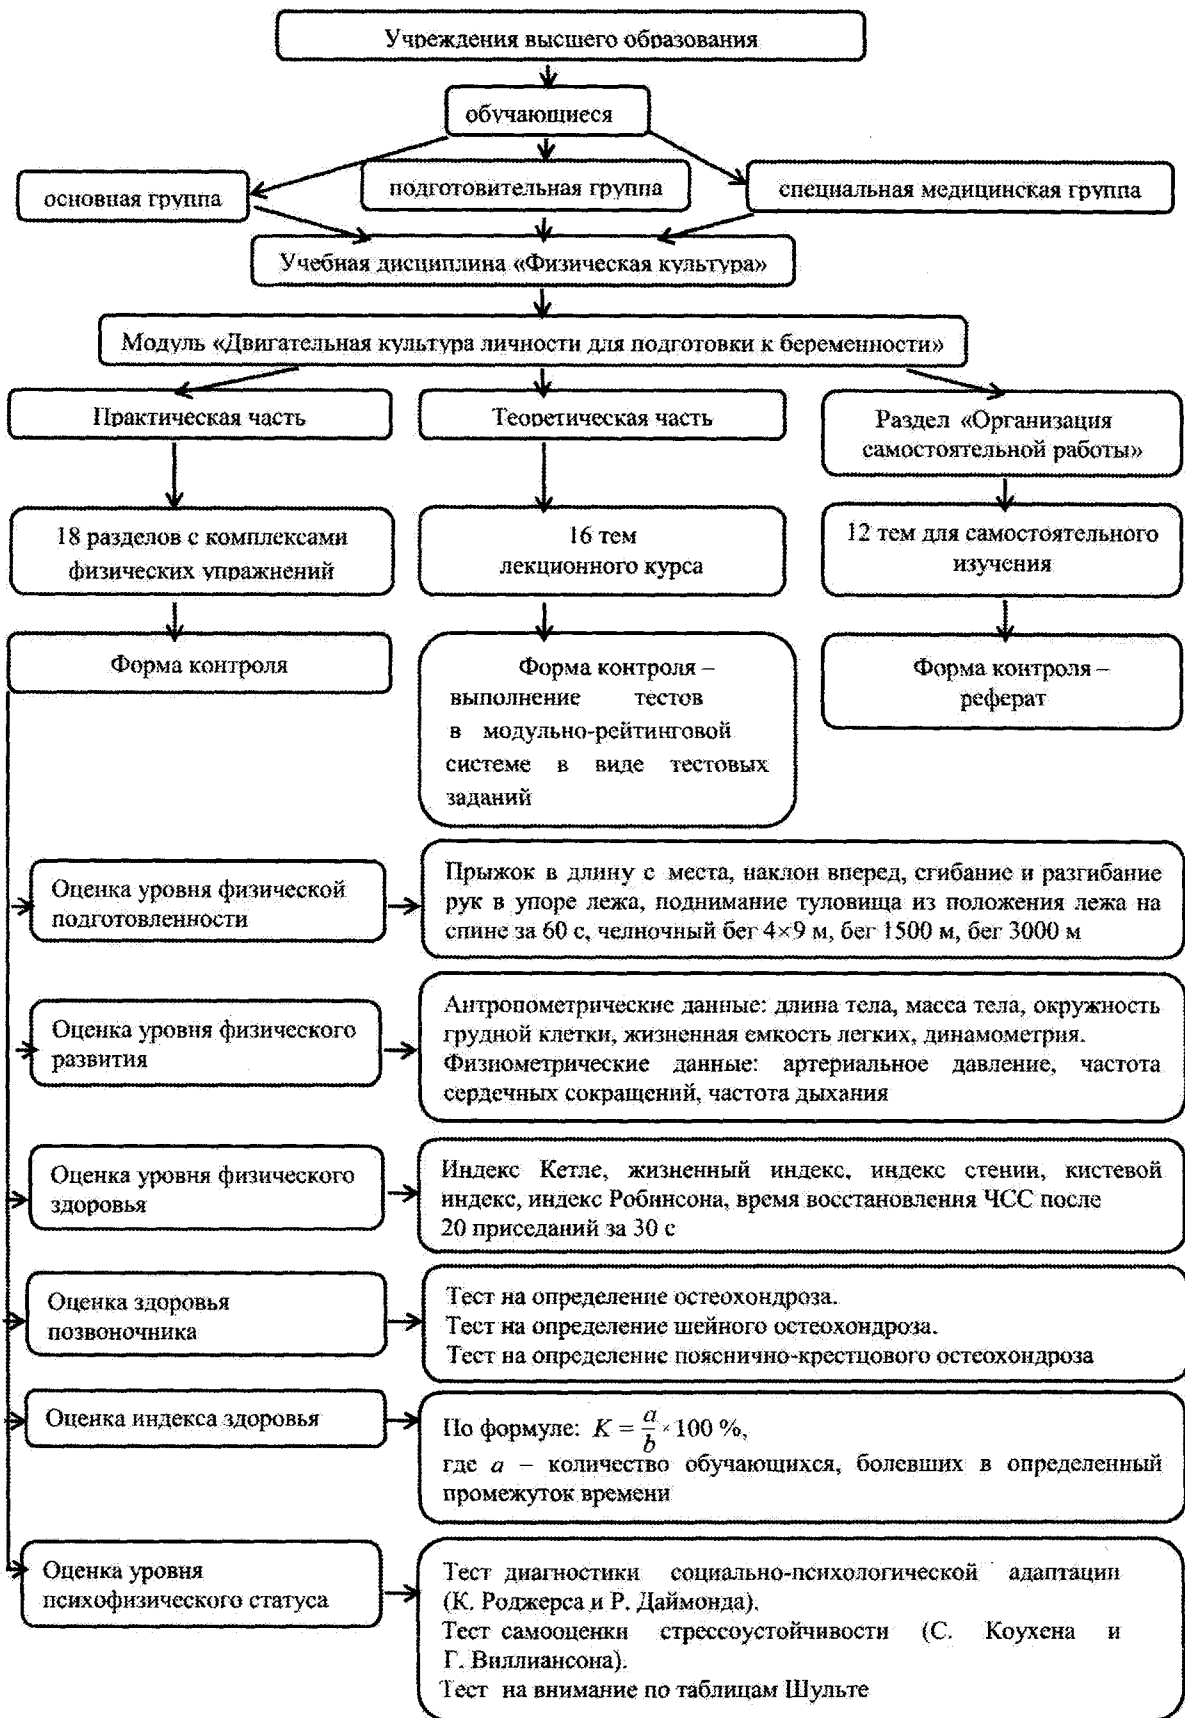 Учреждения высшего образования
обучающиеся
основная группа
подготовительная группа
специальная медицинская группа
Учебная дисциплина «Физическая культура»
Модуль «Двигательная культура личности для подготовки к беременности»
Практическая часть
Теоретическая часть
Раздел «Организация
самостоятельной работы»
18 разделов с комплексами
физических упражнений
16 тем
лекционного курса
12 тем для самостоятельного
изучения
Форма контроля
Форма контроля –
выполнение тестов
в модульно-рейтинговой
системе в виде тестовых
заданий
Форма контроля –
реферат
Оценка уровня физической
подготовленности
Прыжок в длину с места, наклон вперед, сгибание и разгибание
рук в упоре лежа, поднимание туловища из положения лежа на
спине за 60 с, челночный бег 4×9 м, бег 1500 м, бег 3000 м
Оценка уровня физического
развития
Антропометрические данные: длина тела, масса тела, окружность
грудной клетки, жизненная емкость легких, динамометрия.
Физиометрические данные: артериальное давление, частота
сердечных сокращений, частота дыхания
Оценка уровня физического
здоровья
Индекс Кетле, жизненный индекс, индекс стении, кистевой
индекс, индекс Робинсона, время восстановления ЧСС после
20 приседаний за 30 с
Оценка здоровья
позвоночника
Тест на определение остеохондроза.
Тест на определение шейного остеохондроза.
Тест на определение пояснично-крестцового остеохондроза
Оценка индекса здоровья
По формуле: K = a/b · 100 %,
где a – количество обучающихся, болевших в определенный
промежуток времени
Оценка уровня
психофизического статуса
Тест диагностики социально-психологической адаптации
(К. Роджерса и Р. Даймонда).
Тест самооценки стрессоустойчивости (С. Коухена и
Г. Виллиансона).
Тест на внимание по таблицам Шульте